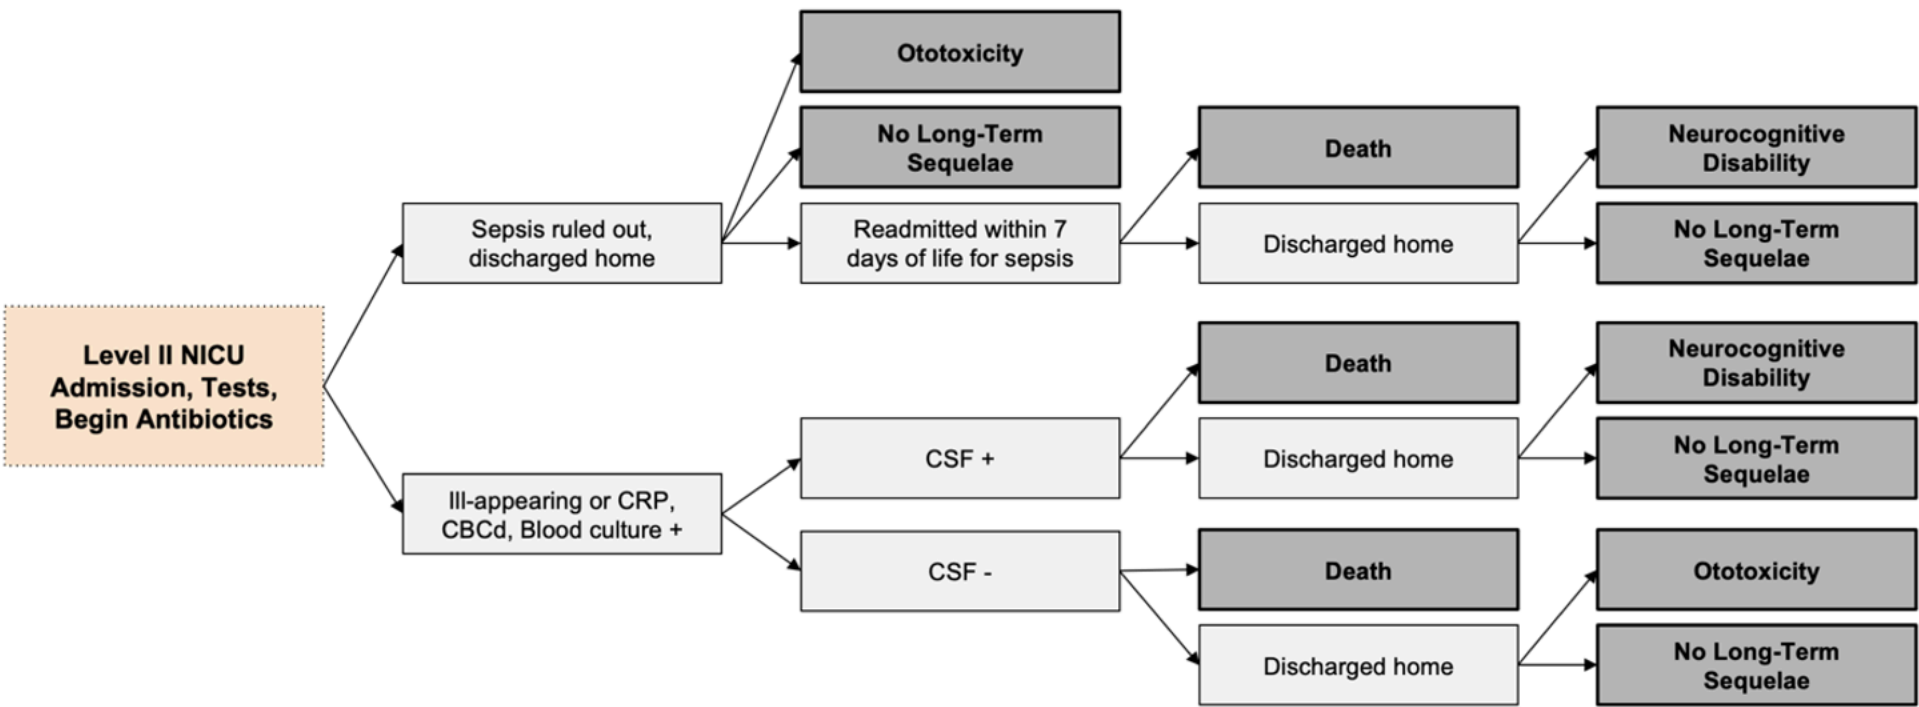 Ototoxicity
No Long-Term
Sequelae
Death
Neurocognitive
Disability
Sepsis ruled out,
discharged home
Readmitted within 7
days of life for sepsis
Discharged home
No Long-Term
Sequelae
Level II NICU
Admission, Tests,
Begin Antibiotics
Death
Neurocognitive
Disability
CSF +
Discharged home
No Long-Term
Sequelae
Ill-appearing or CRP,
CBCd, Blood culture +
CSF -
Death
Ototoxicity
Discharged home
No Long-Term
Sequelae